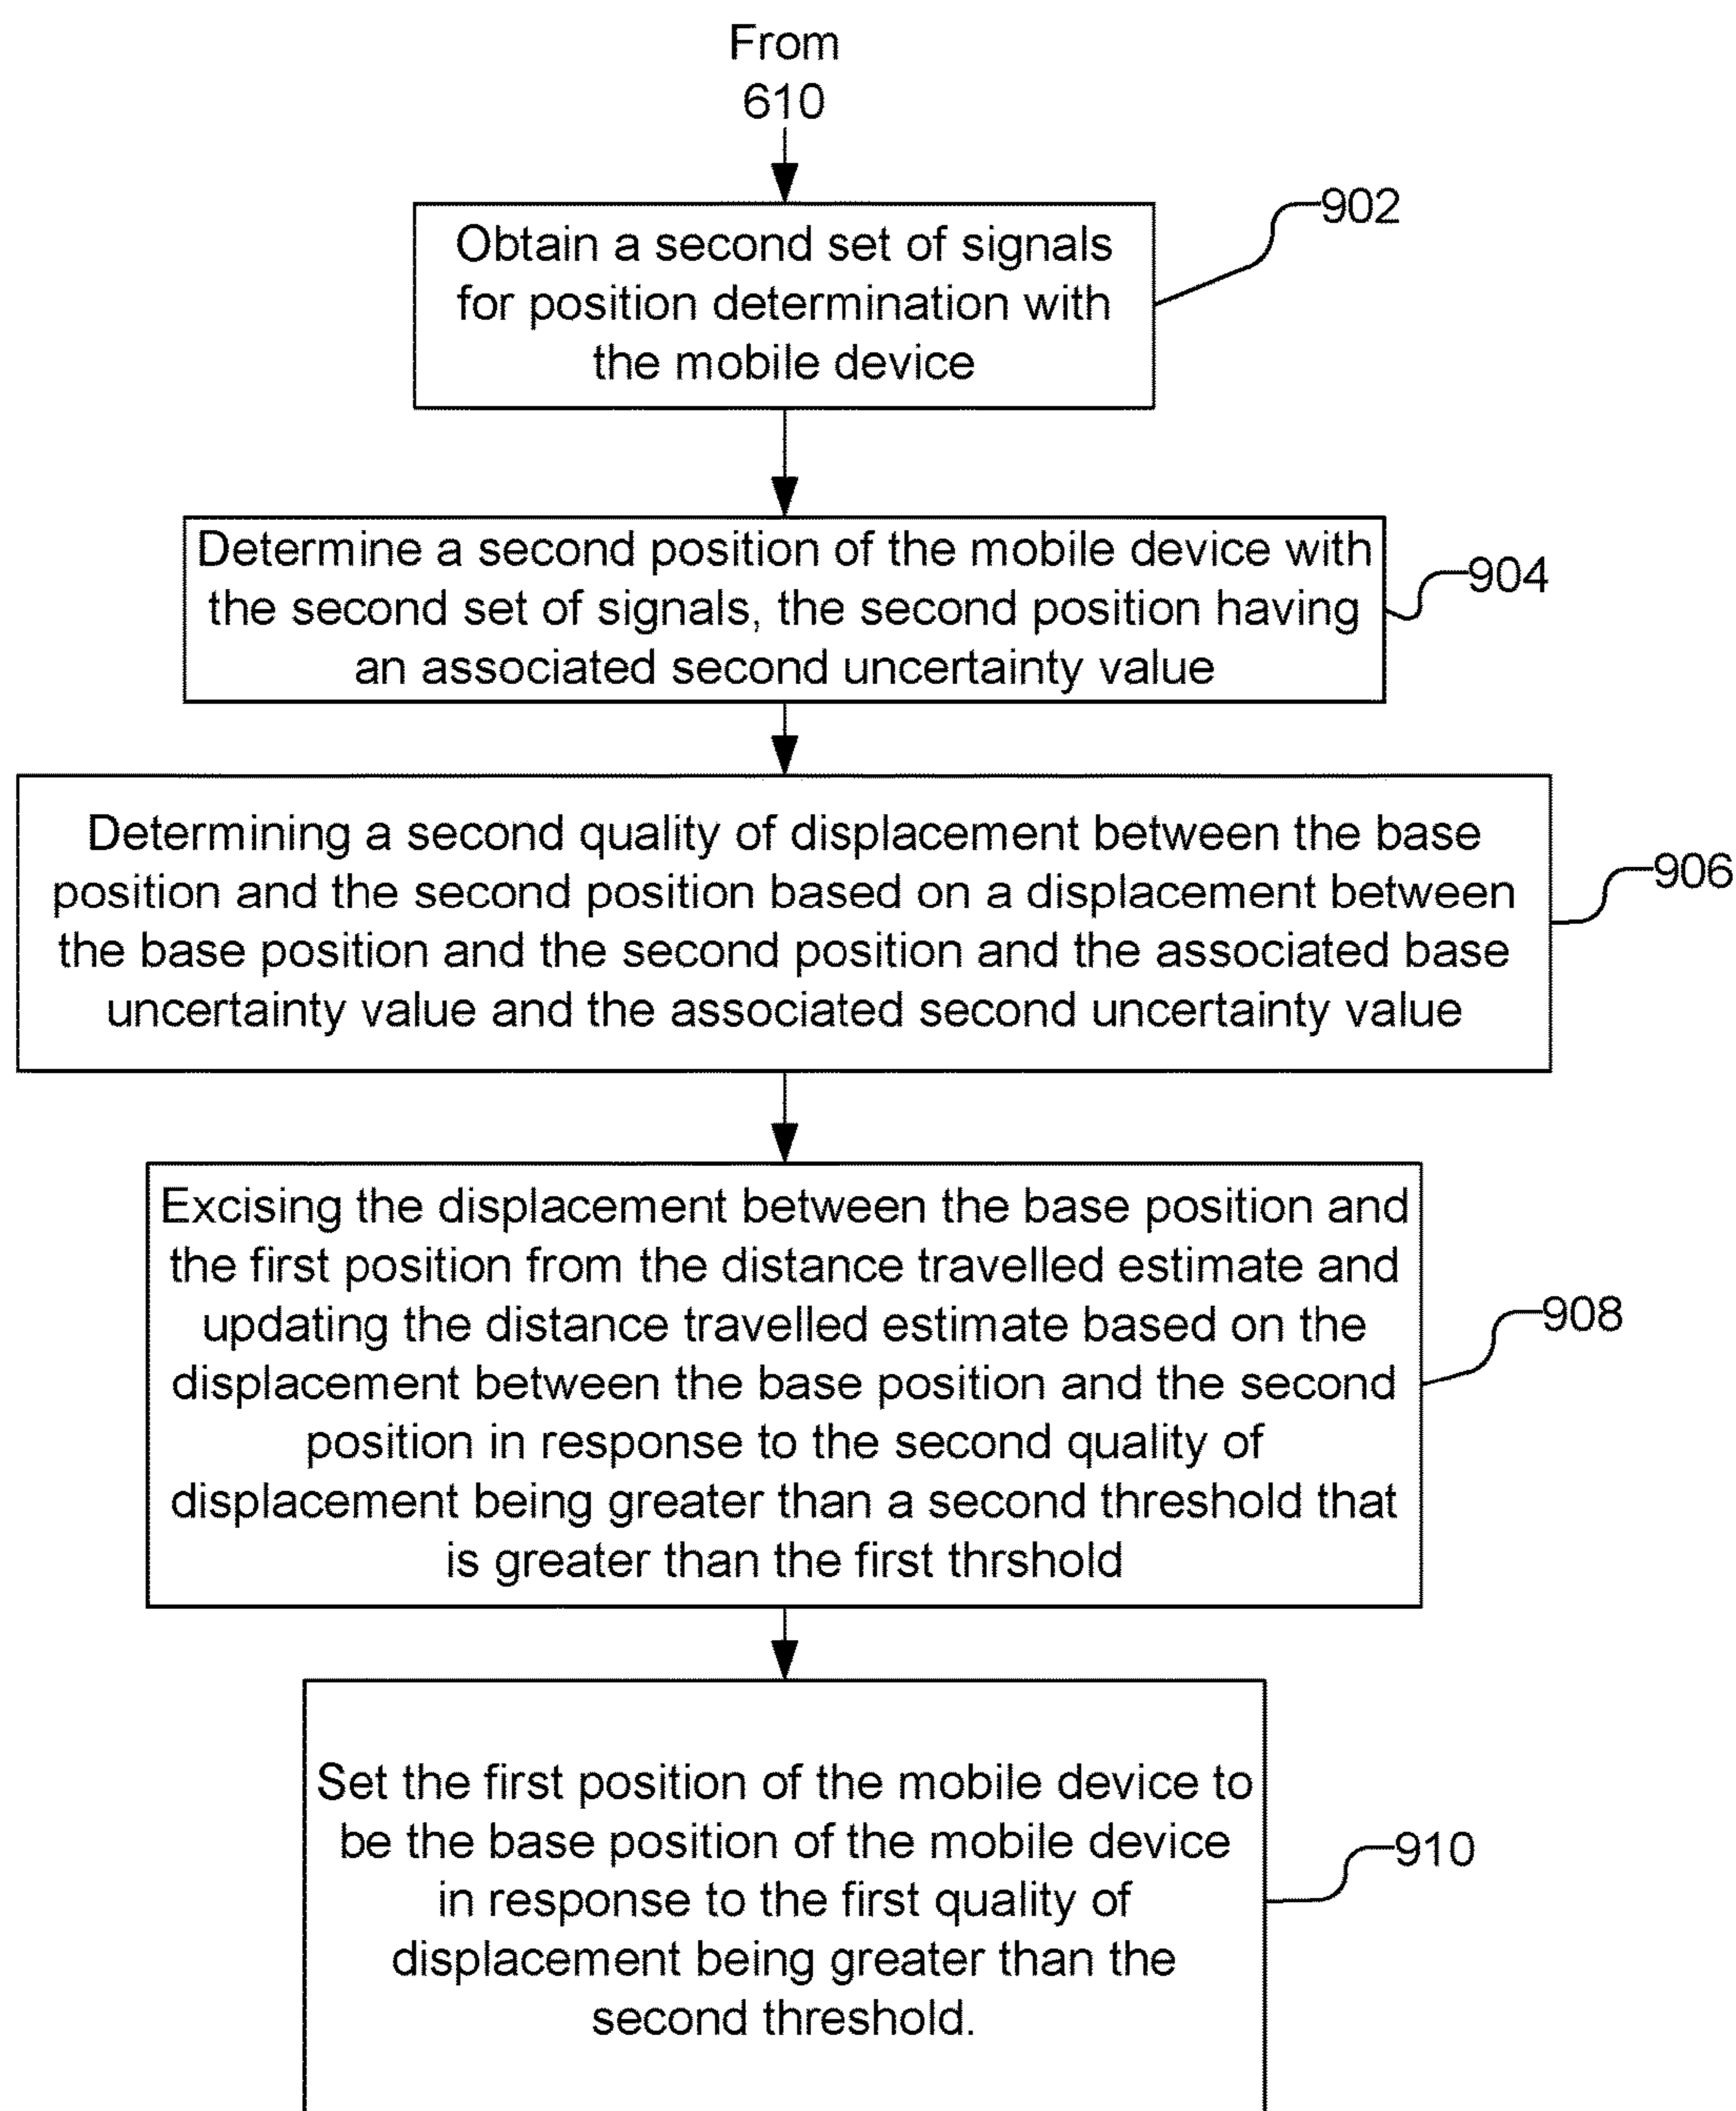 From
610
902
Obtain a second set of signals
for position determination with
the mobile device
Determine a second position of the mobile device with
the second set of signals, the second position having
an associated second uncertainty value
904
Determining a second quality of displacement between the base
position and the second position based on a displacement between
the base position and the second position and the associated base
uncertainty value and the associated second uncertainty value
906
Excising the displacement between the base position and
the first position from the distance travelled estimate and
updating the distance travelled estimate based on the
displacement between the base position and the second
position in response to the second quality of
displacement being greater than a second threshold that
is greater than the first thrshold
908
Set the first position of the mobile device to
be the base position of the mobile device
in response to the first quality of
displacement being greater than the
second threshold.
910